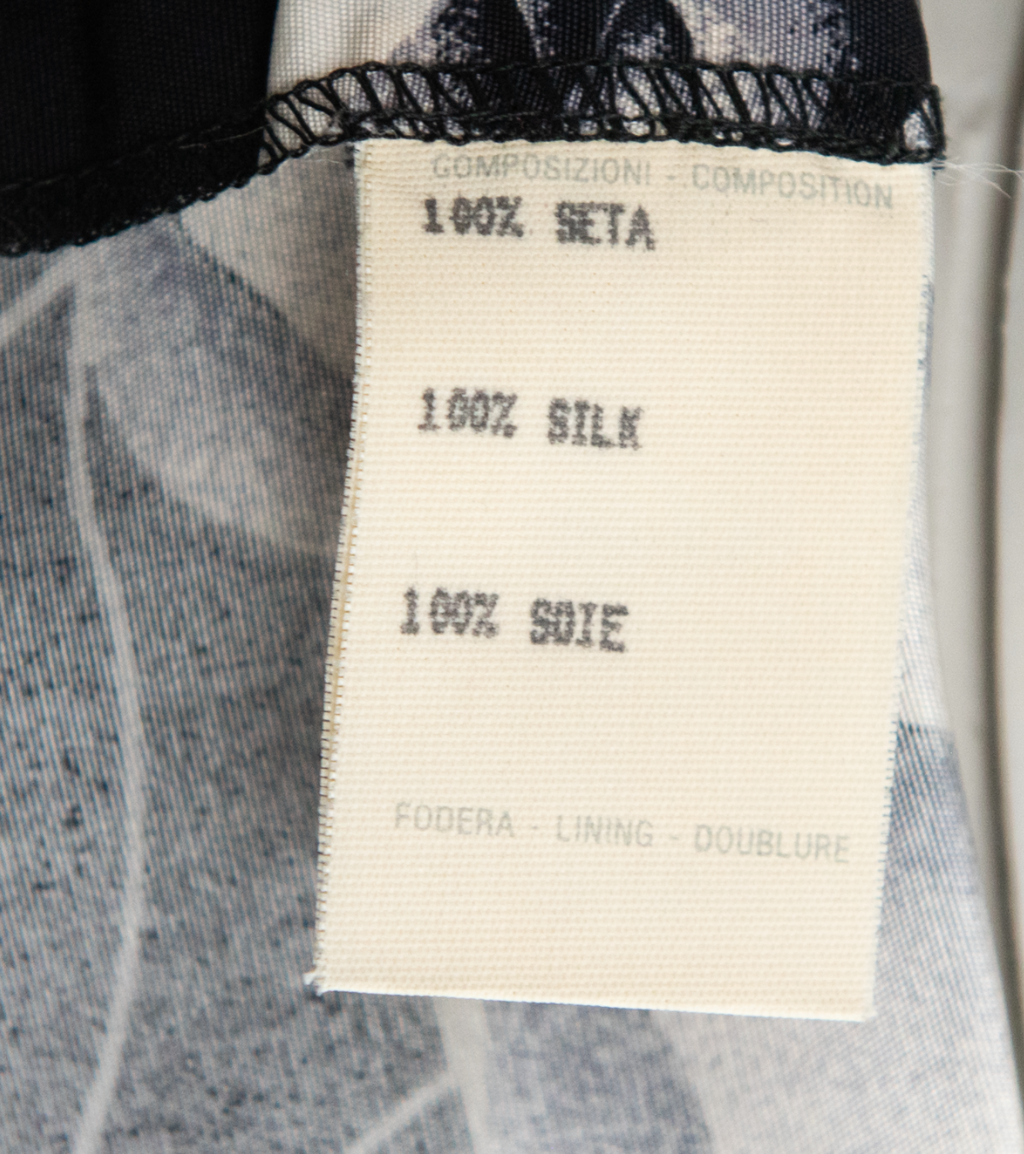 COMPOSIZIONI - COMPOSITION
100% SETA
100% SILK
100% SOIE
FODERA - LINING - DOUBLURE